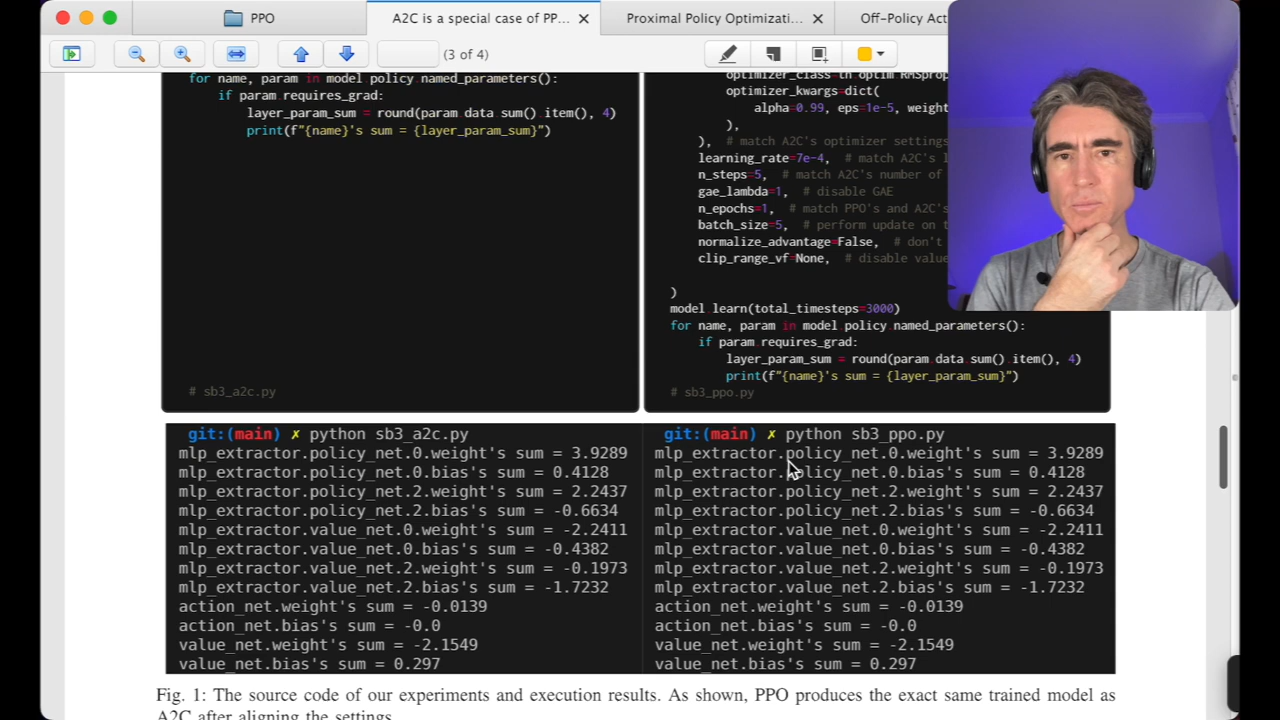 PPO
A2C is a special case of PP...
Proximal Policy Optimizati...
Off-Policy Act
(3 of 4)
for name, param in model policy.named_parameters():
if param requires_grad:
layer_param_sum = round(param data sum() item(), 4)
print(f"{name}'s sum = {layer_param_sum}")
# sb3_a2c.py
optimizer_class=th.optim RMSprop
optimizer_kwargs=dict(
alpha=0.99, eps=1e-5, weight
),
), # match A2C's optimizer settings
learning_rate=7e-4, # match A2C's l
n_steps=5, # match A2C's number of
gae_lambda=1, # disable GAE
n_epochs=1, # match PPO's and A2C's
batch_size=5, # perform update on t
normalize_advantage=False, # don't
clip_range_vf=None, # disable value
)
model learn(total_timesteps=3000)
for name, param in model.policy.named_parameters():
if param requires_grad:
layer_param_sum = round(param.data.sum().item(), 4)
print(f"{name}'s sum = {layer_param_sum}")
# sb3_ppo.py
git:(main) ✗ python sb3_a2c.py
mlp_extractor.policy_net.0.weight's sum = 3.9289
mlp_extractor.policy_net.0.bias's sum = 0.4128
mlp_extractor.policy_net.2.weight's sum = 2.2437
mlp_extractor.policy_net.2.bias's sum = -0.6634
mlp_extractor.value_net.0.weight's sum = -2.2411
mlp_extractor.value_net.0.bias's sum = -0.4382
mlp_extractor.value_net.2.weight's sum = -0.1973
mlp_extractor.value_net.2.bias's sum = -1.7232
action_net.weight's sum = -0.0139
action_net.bias's sum = -0.0
value_net.weight's sum = -2.1549
value_net.bias's sum = 0.297
git:(main) ✗ python sb3_ppo.py
mlp_extractor.policy_net.0.weight's sum = 3.9289
mlp_extractor.policy_net.0.bias's sum = 0.4128
mlp_extractor.policy_net.2.weight's sum = 2.2437
mlp_extractor.policy_net.2.bias's sum = -0.6634
mlp_extractor.value_net.0.weight's sum = -2.2411
mlp_extractor.value_net.0.bias's sum = -0.4382
mlp_extractor.value_net.2.weight's sum = -0.1973
mlp_extractor.value_net.2.bias's sum = -1.7232
action_net.weight's sum = -0.0139
action_net.bias's sum = -0.0
value_net.weight's sum = -2.1549
value_net.bias's sum = 0.297
Fig. 1: The source code of our experiments and execution results. As shown, PPO produces the exact same trained model as
A2C after aligning the settings.